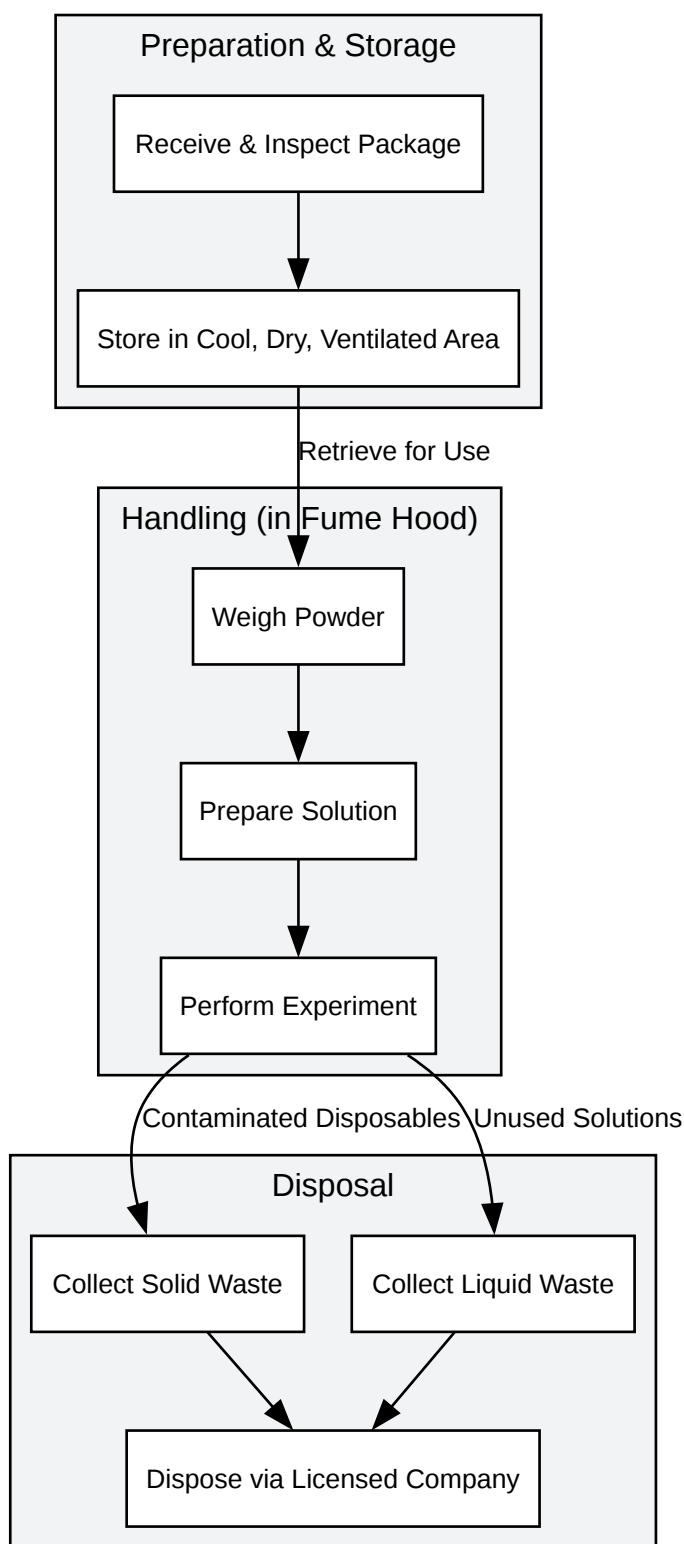 Preparation & Storage
Receive & Inspect Package
Store in Cool, Dry, Ventilated Area
Retrieve for Use
Handling (in Fume Hood)
Weigh Powder
Prepare Solution
Perform Experiment
Contaminated Disposables
Unused Solutions
Disposal
Collect Solid Waste
Collect Liquid Waste
Dispose via Licensed Company